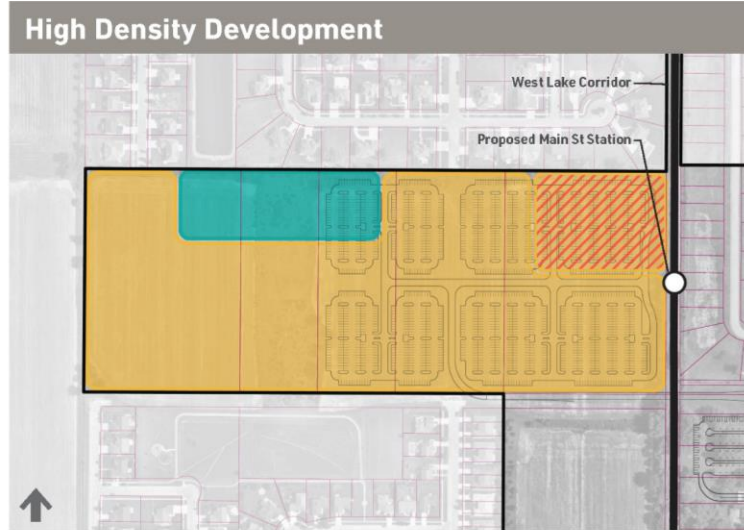 High Density Development
West Lake Corridor
Proposed Main St Station